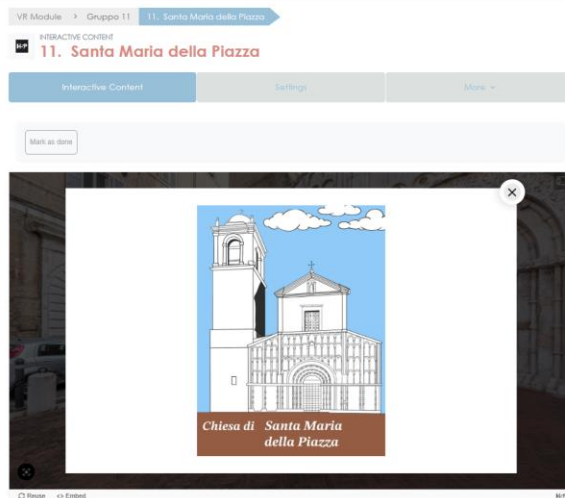 VR Module > Gruppo 11 11. Santa Maria della Piazza
H-P
INTERACTIVE CONTENT
11. Santa Maria della Piazza
Interactive Content Settings More
Mark as done
Chiesa di Santa Maria
della Piazza
Reuse <> Embed
H-P